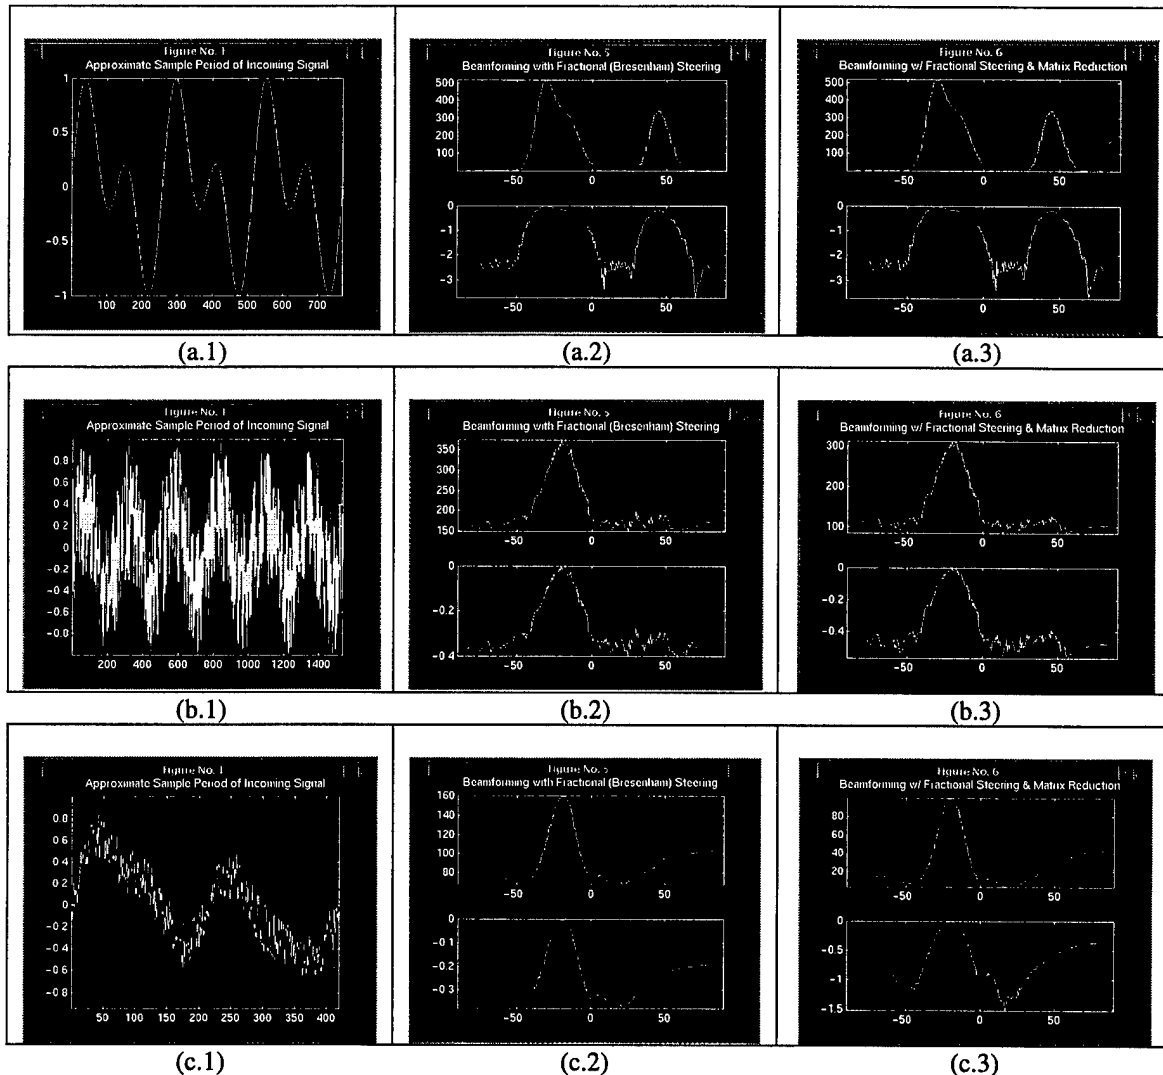 Figure No. 1
Approximate Sample Period of Incoming Signal
1
0.5
0
-0.5
-1
100 200 300 400 500 600 700
(a.1)
Figure No. 5
Beamforming with Fractional (Bresenham) Steering
500
400
300
200
100
-50 0 50
0
-1
-2
-3
-50 0 50
(a.2)
Figure No. 6
Beamforming w/ Fractional Steering & Matrix Reduction
500
400
300
200
100
-50 0 50
0
-1
-2
-3
-50 0 50
(a.3)
Figure No. 1
Approximate Sample Period of Incoming Signal
0.8
0.6
0.4
0.2
0
-0.2
-0.4
-0.6
-0.8
200 400 600 800 1000 1200 1400
(b.1)
Figure No. 5
Beamforming with Fractional (Bresenham) Steering
350
300
250
200
150
-50 0 50
0
-0.2
-0.4
-50 0 50
(b.2)
Figure No. 6
Beamforming w/ Fractional Steering & Matrix Reduction
300
200
100
-50 0 50
0
-0.2
-0.4
-50 0 50
(b.3)
Figure No. 1
Approximate Sample Period of Incoming Signal
0.8
0.6
0.4
0.2
0
-0.2
-0.4
-0.6
-0.8
50 100 150 200 250 300 350 400
(c.1)
Figure No. 5
Beamforming with Fractional (Bresenham) Steering
160
140
120
100
80
-50 0 50
0
-0.1
-0.2
-0.3
-50 0 50
(c.2)
Figure No. 6
Beamforming w/ Fractional Steering & Matrix Reduction
80
60
40
20
-50 0 50
0
-0.5
-1
-1.5
-50 0 50
(c.3)